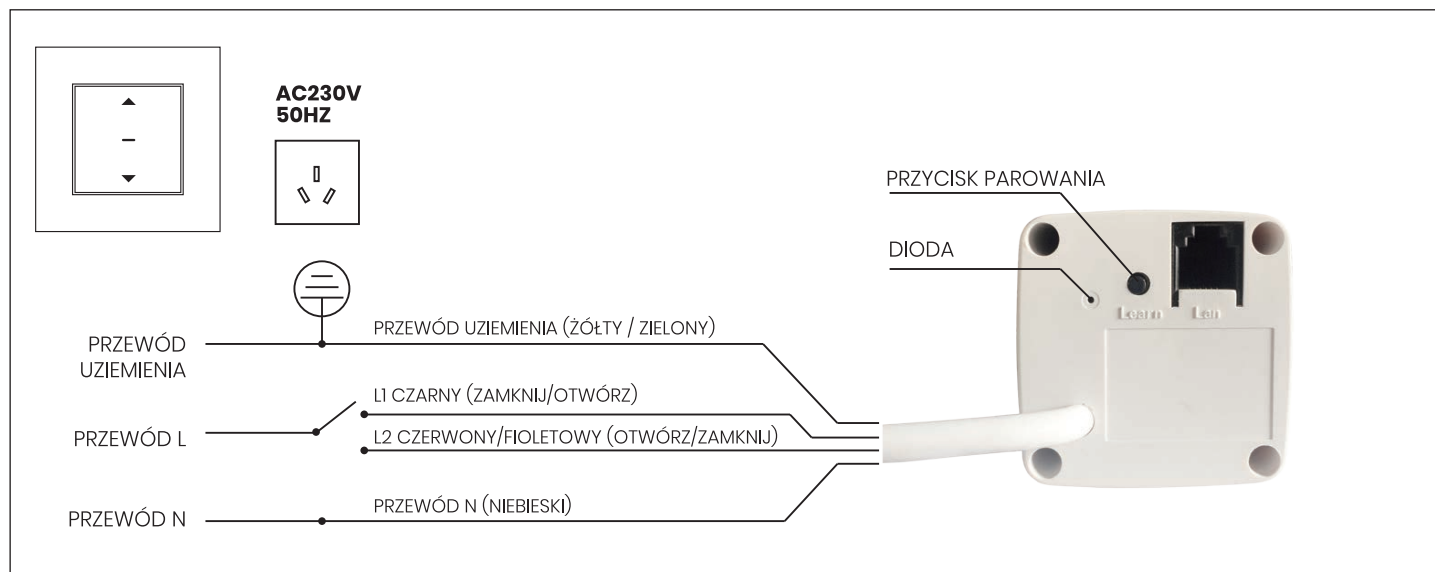 AC230V
50HZ
PRZYCISK PAROWANIA
DIODA
Learn
Lan
PRZEWÓD UZIEMIENIA (ŻÓŁTY / ZIELONY)
PRZEWÓD
UZIEMIENIA
L1 CZARNY (ZAMKNIJ/OTWÓRZ)
PRZEWÓD L
L2 CZERWONY/FIOLETOWY (OTWÓRZ/ZAMKNIJ)
PRZEWÓD N (NIEBIESKI)
PRZEWÓD N